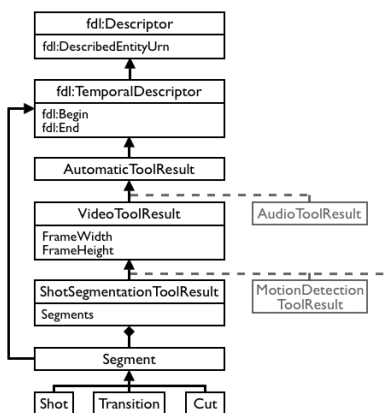 fdl:Descriptor
fdl:DescribedEntityUrn
fdl:TemporalDescriptor
fdl:Begin
fdl:End
AutomaticToolResult
VideoToolResult
AudioToolResult
FrameWidth
FrameHeight
ShotSegmentationToolResult
MotionDetection
ToolResult
Segments
Segment
Shot
Transition
Cut